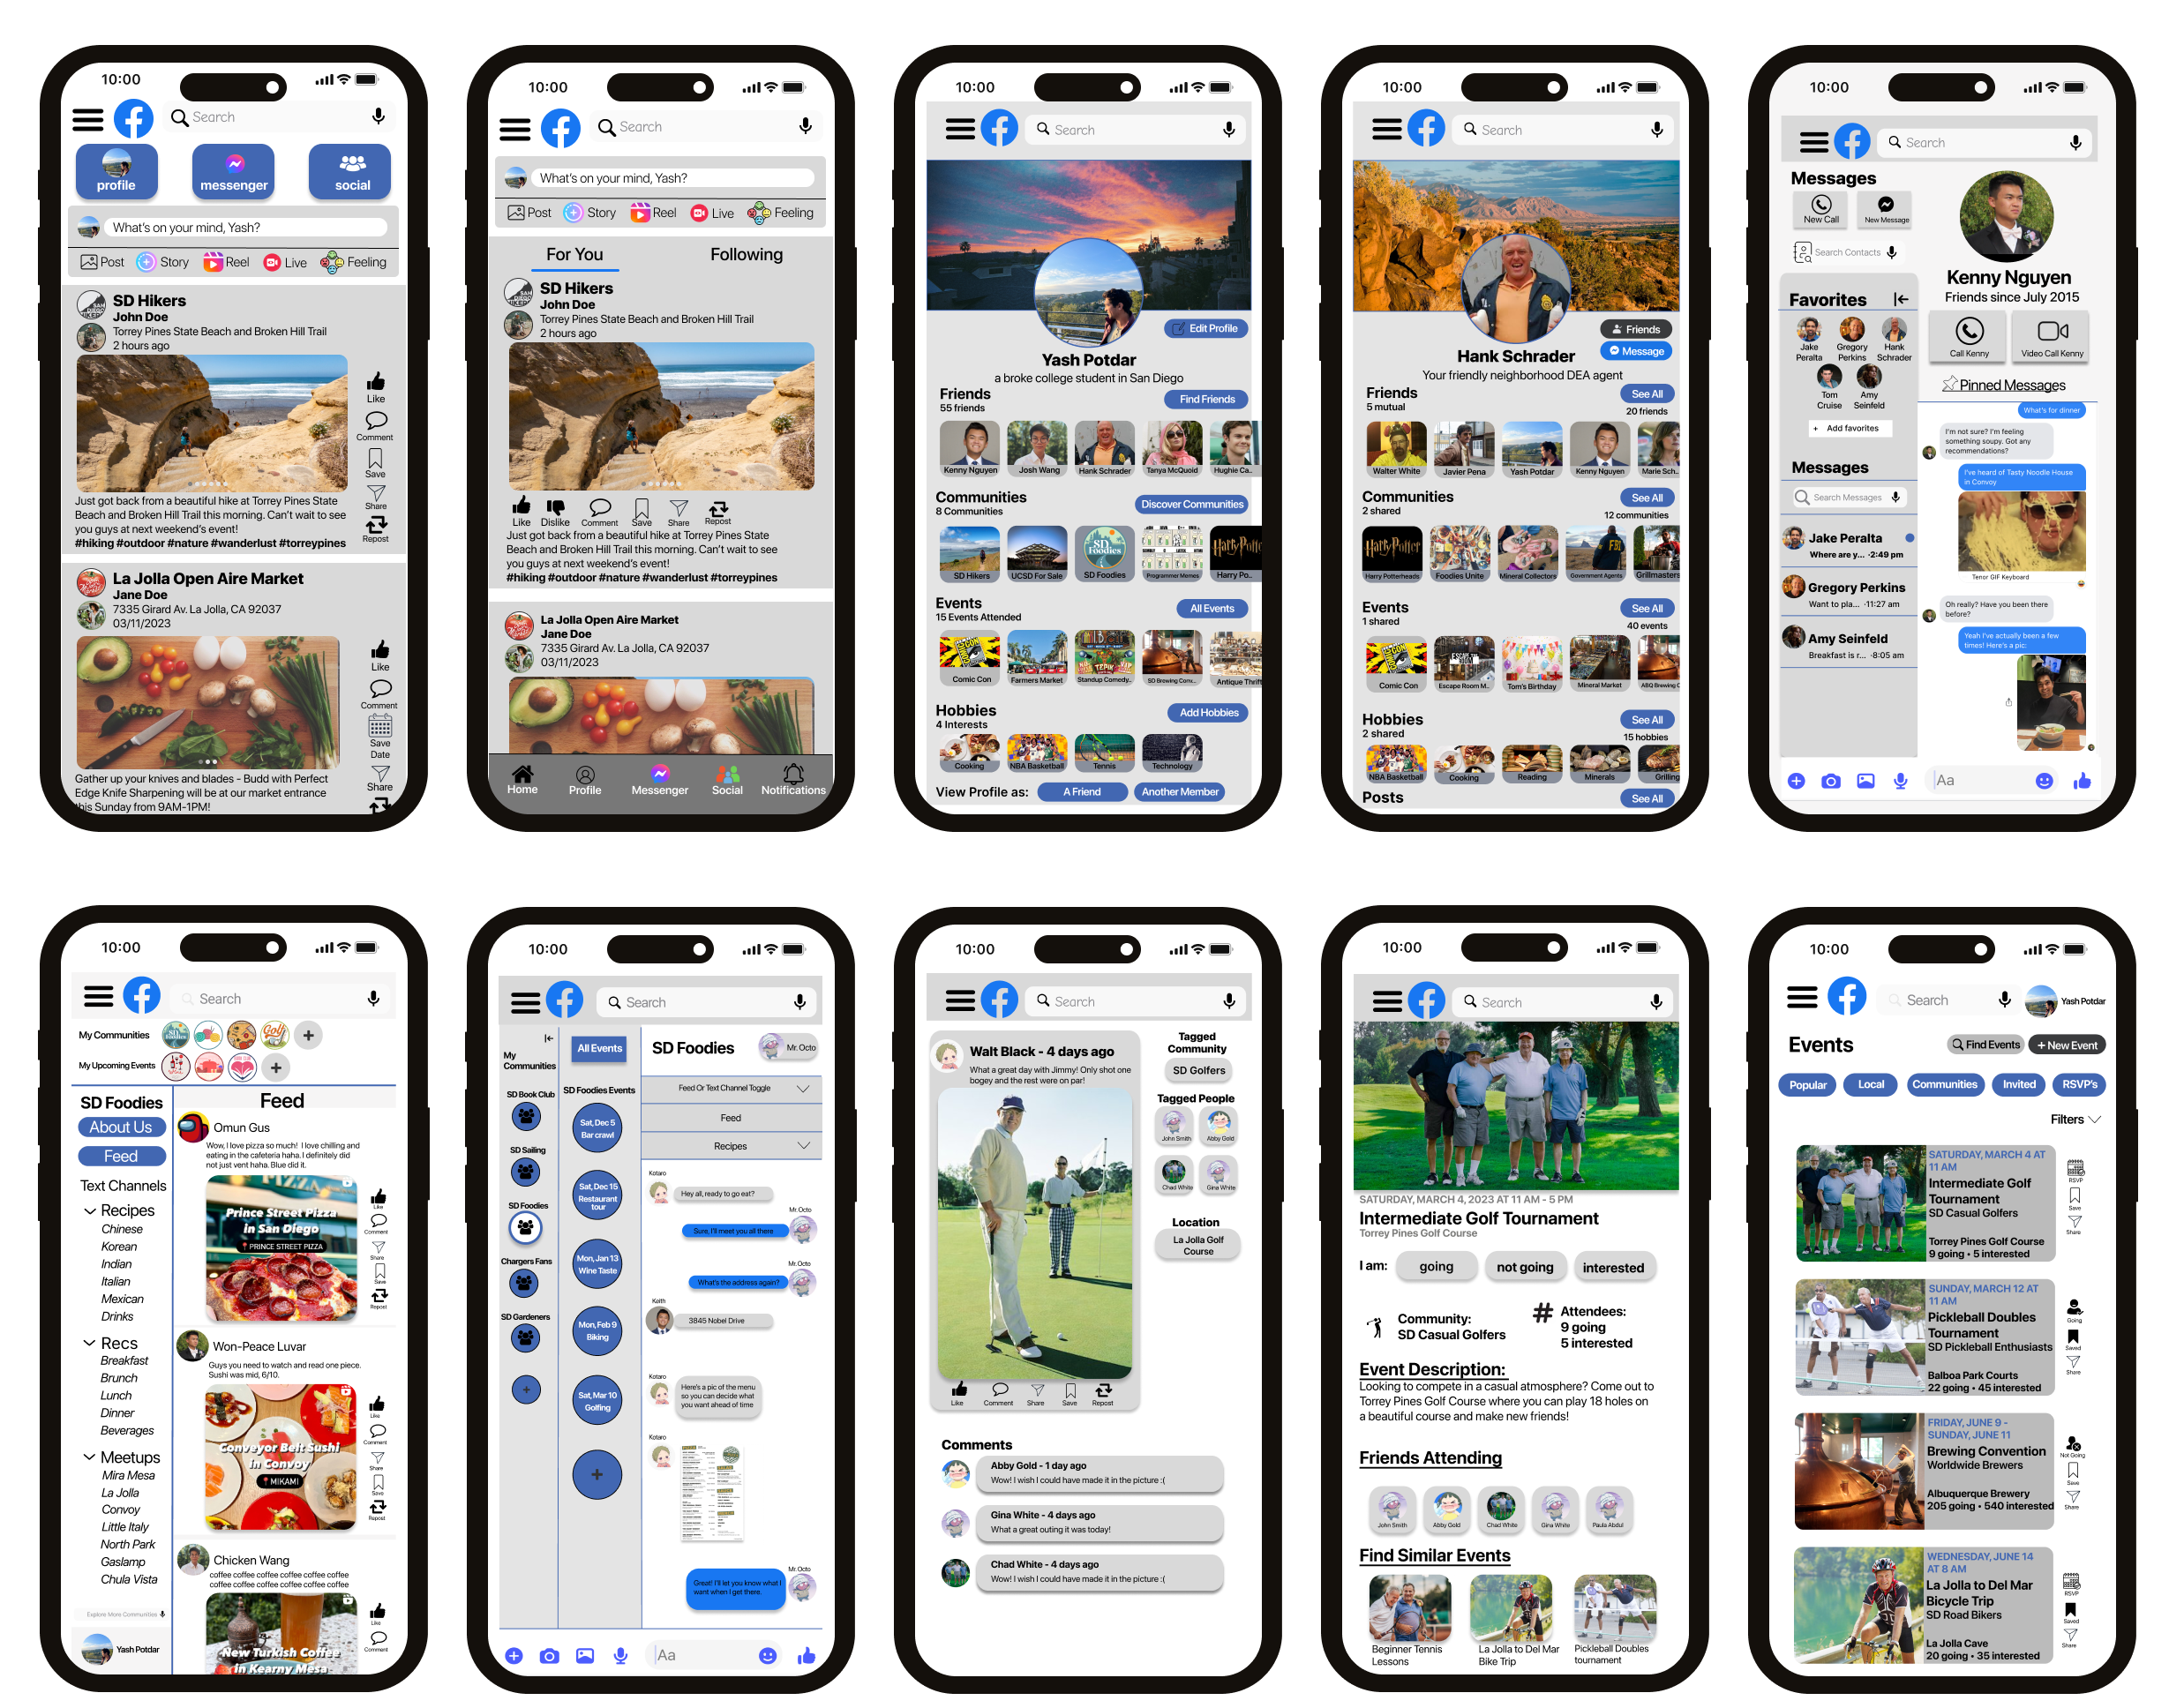 10:00
Search
profile
messenger
social
What's on your mind, Yash?
Post
Story
Reel
Live
Feeling
SD Hikers
John Doe
Torrey Pines State Beach and Broken Hill Trail
2 hours ago
Like
Comment
Save
Share
Repost
Just got back from a beautiful hike at Torrey Pines State
Beach and Broken Hill Trail this morning. Can't wait to see
you guys at next weekend's event!
#hiking #outdoor #nature #wanderlust #torreypines
La Jolla Open Aire Market
Jane Doe
7335 Girard Av. La Jolla, CA 92037
03/11/2023
Like
Comment
Save
Date
Share
Gather up your knives and blades - Budd with Perfect
Edge Knife Sharpening will be at our market entrance
this Sunday from 9AM-1PM!
10:00
Search
What's on your mind, Yash?
Post
Story
Reel
Live
Feeling
For You
Following
SD Hikers
John Doe
Torrey Pines State Beach and Broken Hill Trail
2 hours ago
Like
Dislike
Comment
Save
Share
Repost
Just got back from a beautiful hike at Torrey Pines State
Beach and Broken Hill Trail this morning. Can't wait to see
you guys at next weekend's event!
#hiking #outdoor #nature #wanderlust #torreypines
La Jolla Open Aire Market
Jane Doe
7335 Girard Av. La Jolla, CA 92037
03/11/2023
Home
Profile
Messenger
Social
Notifications
10:00
Search
Edit Profile
Yash Potdar
a broke college student in San Diego
Friends
55 friends
Find Friends
Kenny Nguyen
Josh Wang
Hank Schrader
Tanya McQuoid
Hughie Ca..
Communities
8 Communities
Discover Communities
SD Hikers
UCSD For Sale
SD Foodies
Programmer Memes
Harry Potter
Harry Po..
Events
15 Events Attended
All Events
Comic Con
Farmers Market
Standup Comedy..
SD Brewing Conv..
Antique Thrift
Hobbies
4 Interests
Add Hobbies
Cooking
NBA Basketball
Tennis
Technology
View Profile as:
A Friend
Another Member
10:00
Search
Friends
Message
Hank Schrader
Your friendly neighborhood DEA agent
Friends
5 mutual
See All
20 friends
Walter White
Javier Pena
Yash Potdar
Kenny Nguyen
Marie Sch..
Communities
2 shared
See All
12 communities
Harry Potter
FBI
Harry Potterheads
Foodies Unite
Mineral Collectors
Government Agents
Grillmasters
Events
1 shared
See All
40 events
Comic Con
Escape Room M..
Tom's Birthday
Mineral Market
ABQ Brewing C
Hobbies
2 shared
See All
15 hobbies
NBA Basketball
Cooking
Reading
Minerals
Grilling
Posts
See All
10:00
Search
Messages
New Call
New Message
Search Contacts
Favorites
Jake
Peralta
Gregory
Perkins
Hank
Schrader
Tom
Cruise
Amy
Seinfeld
+ Add favorites
Messages
Search Messages
Jake Peralta
Where are y... ·2:49 pm
Gregory Perkins
Want to pla... ·11:27 am
Amy Seinfeld
Breakfast is r... ·8:05 am
Kenny Nguyen
Friends since July 2015
Call Kenny
Video Call Kenny
Pinned Messages
What's for dinner
I'm not sure? I'm feeling
something soupy. Got any
recommendations?
I've heard of Tasty Noodle House
in Convoy
Tenor GIF Keyboard
Oh really? Have you been there
before?
Yeah I've actually been a few
times! Here's a pic:
Aa
10:00
Search
My Communities
SD Foodies
Golf
+
My Upcoming Events
+
SD Foodies
About Us
Feed
Text Channels
Recipes
Chinese
Korean
Indian
Italian
Mexican
Drinks
Recs
Breakfast
Brunch
Lunch
Dinner
Beverages
Meetups
Mira Mesa
La Jolla
Convoy
Little Italy
North Park
Gaslamp
Chula Vista
Explore More Communities
Yash Potdar
Feed
Omun Gus
Wow, I love pizza so much! I love chilling and
eating in the cafeteria haha. I definitely did
not just vent haha. Blue did it.
PIZZA
Prince Street Pizza
in San Diego
PRINCE STREET PIZZA
Like
Comment
Share
Save
Repost
Won-Peace Luvar
Guys you need to watch and read one piece.
Sushi was mid, 6/10.
Conveyor Belt Sushi
in Convoy
MIKAMI
Like
Comment
Share
Save
Repost
Chicken Wang
coffee coffee coffee coffee coffee coffee
coffee coffee coffee coffee coffee coffee
New Turkish Coffee
in Kearny Mesa
Like
Comment
10:00
Search
My
Communities
SD Book Club
SD Sailing
SD Foodies
Chargers Fans
SD Gardeners
+
All Events
SD Foodies Events
Sat, Dec 5
Bar crawl
Sat, Dec 15
Restaurant
tour
Mon, Jan 13
Wine Taste
Mon, Feb 9
Biking
Sat, Mar 10
Golfing
+
SD Foodies
Mr. Octo
Feed Or Text Channel Toggle
Feed
Recipes
Kotaro
Hey all, ready to go eat?
Mr. Octo
Sure, I'll meet you all there
Mr. Octo
What's the address again?
Keith
3845 Nobel Drive
Kotaro
Here's a pic of the menu
so you can decide what
you want ahead of time
Kotaro
Mr. Octo
Great! I'll let you know what I
want when I get there.
Aa
10:00
Search
Walt Black - 4 days ago
What a great day with Jimmy! Only shot one
bogey and the rest were on par!
Like
Comment
Share
Save
Repost
Tagged
Community
SD Golfers
Tagged People
John Smith
Abby Gold
Chad White
Gina White
Location
La Jolla Golf
Course
Comments
Abby Gold - 1 day ago
Wow! I wish I could have made it in the picture :(
Gina White - 4 days ago
What a great outing it was today!
Chad White - 4 days ago
Wow! I wish I could have made it in the picture :(
10:00
Search
SATURDAY, MARCH 4, 2023 AT 11 AM - 5 PM
Intermediate Golf Tournament
Torrey Pines Golf Course
I am:
going
not going
interested
Community:
SD Casual Golfers
# Attendees:
9 going
5 interested
Event Description:
Looking to compete in a casual atmosphere? Come out to
Torrey Pines Golf Course where you can play 18 holes on
a beautiful course and make new friends!
Friends Attending
John Smith
Abby Gold
Chad White
Gina White
Paula Abdul
Find Similar Events
Beginner Tennis
Lessons
La Jolla to Del Mar
Bike Trip
Pickleball Doubles
tournament
10:00
Search
Yash Potdar
Events
Find Events
+ New Event
Popular
Local
Communities
Invited
RSVP's
Filters
SATURDAY, MARCH 4 AT
11 AM
Intermediate Golf
Tournament
SD Casual Golfers
Torrey Pines Golf Course
9 going • 5 interested
RSVP
Save
Share
SUNDAY, MARCH 12 AT
11 AM
Pickleball Doubles
Tournament
SD Pickleball Enthusiasts
Balboa Park Courts
22 going • 45 interested
Going
Saved
Share
FRIDAY, JUNE 9 -
SUNDAY, JUNE 11
Brewing Convention
Worldwide Brewers
Albuquerque Brewery
205 going • 540 interested
Not Going
Save
Share
WEDNESDAY, JUNE 14
AT 8 AM
La Jolla to Del Mar
Bicycle Trip
SD Road Bikers
La Jolla Cave
20 going • 35 interested
RSVP
Saved
Share